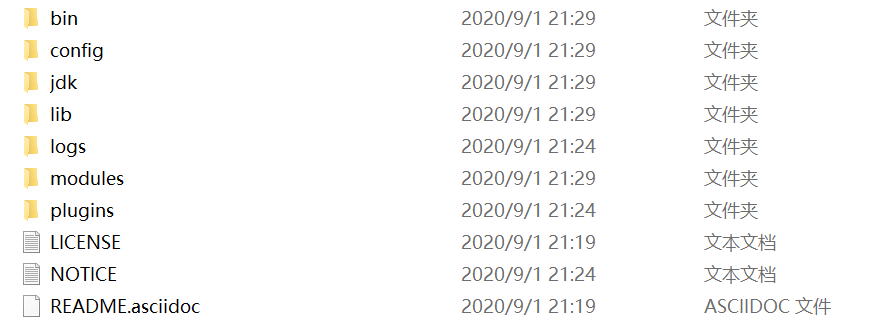 bin 2020/9/1 21:29 文件夹
config 2020/9/1 21:29 文件夹
jdk 2020/9/1 21:29 文件夹
lib 2020/9/1 21:29 文件夹
logs 2020/9/1 21:24 文件夹
modules 2020/9/1 21:29 文件夹
plugins 2020/9/1 21:24 文件夹
LICENSE 2020/9/1 21:19 文本文档
NOTICE 2020/9/1 21:24 文本文档
README.asciidoc 2020/9/1 21:19 ASCIIDOC 文件